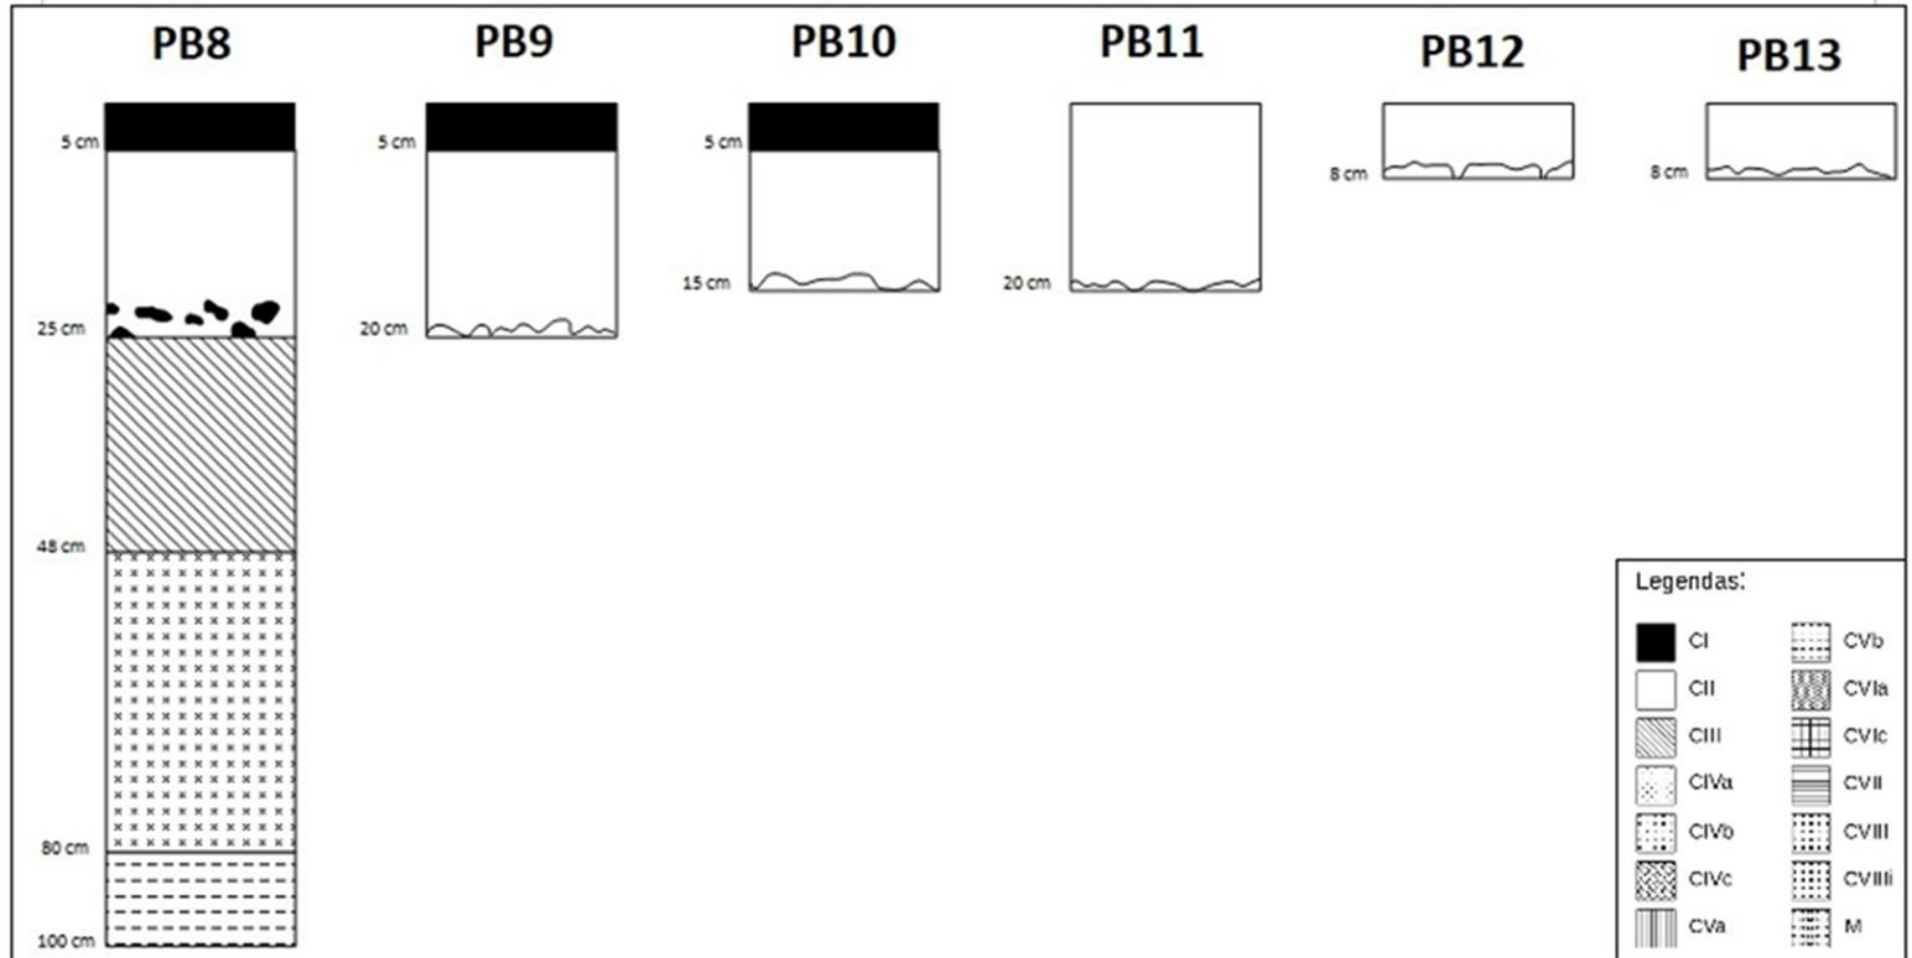 PB8 PB9 PB10 PB11 PB12 PB13
5 cm 5 cm 5 cm
8 cm 8 cm
15 cm 20 cm
25 cm 20 cm
48 cm
80 cm
100 cm
Legendas:
CI CVb
CII CVIa
CIII CVIc
CIVa CVII
CIVb CVIII
CIVc CVIIIi
CVa M